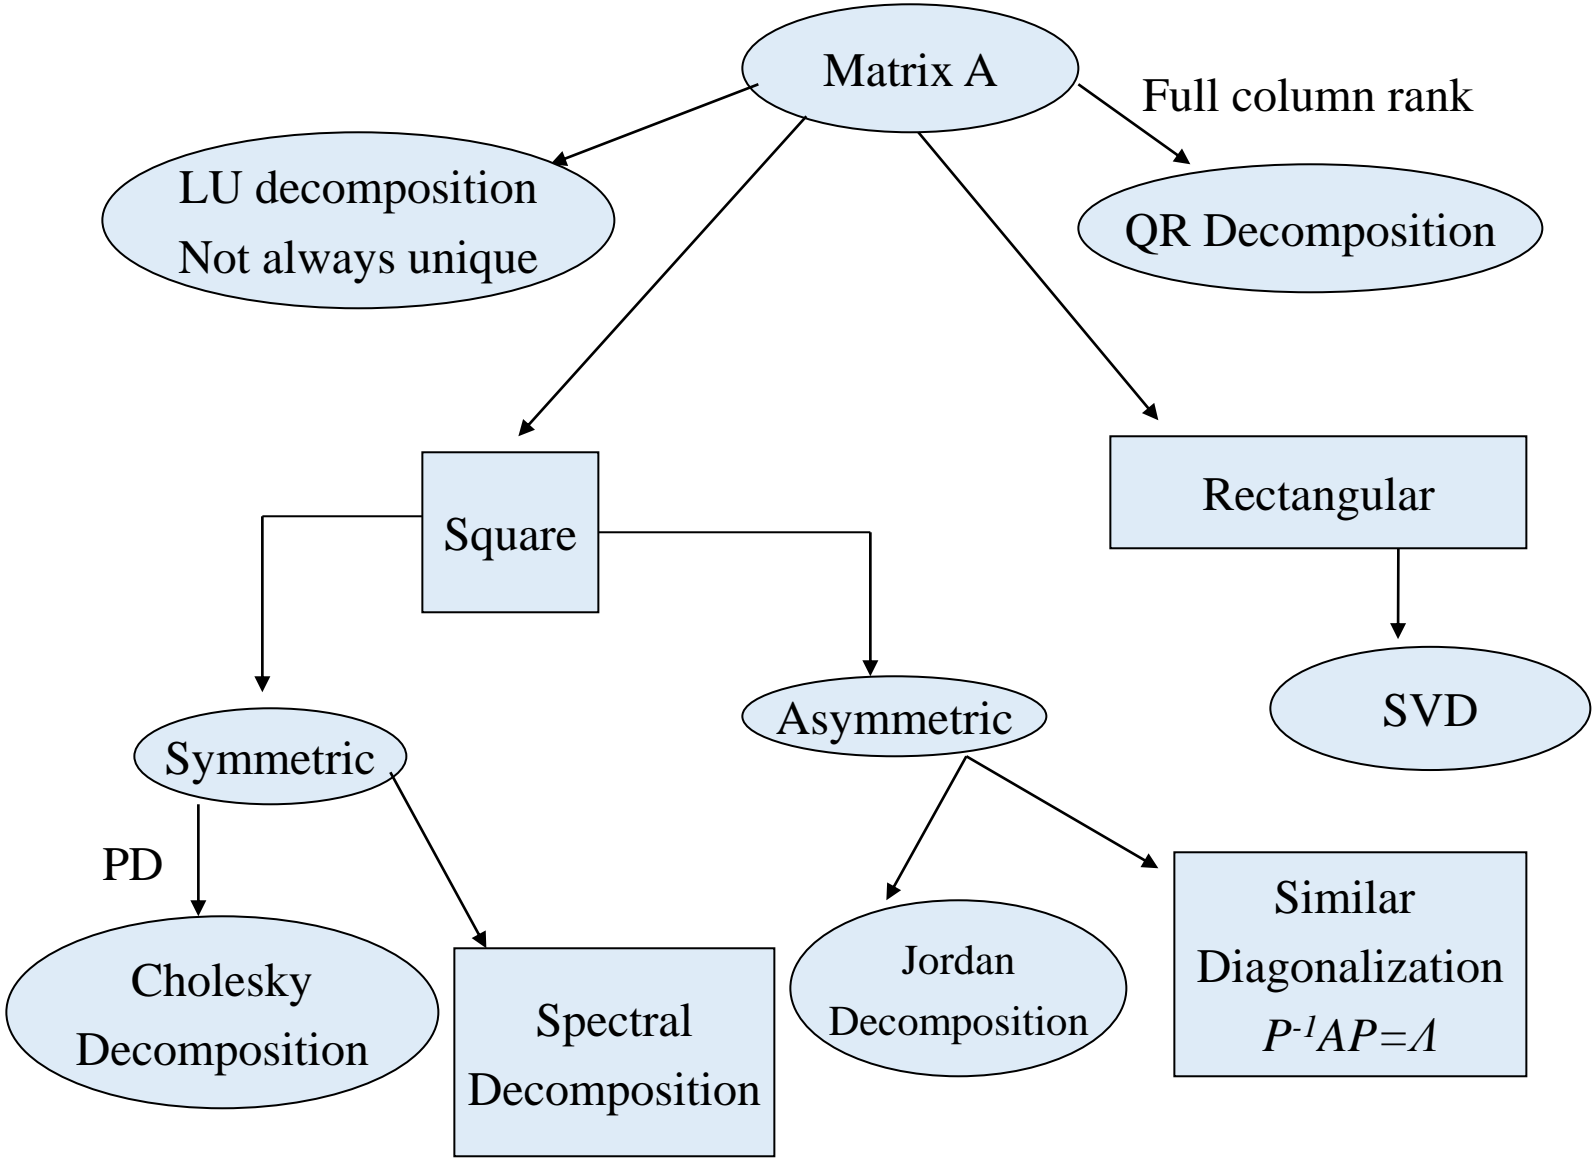 Matrix A
Full column rank
LU decomposition
Not always unique
QR Decomposition
Rectangular
Square
SVD
Asymmetric
Symmetric
PD
Similar
Diagonalization
P⁻¹AP=Λ
Jordan
Decomposition
Cholesky
Decomposition
Spectral
Decomposition